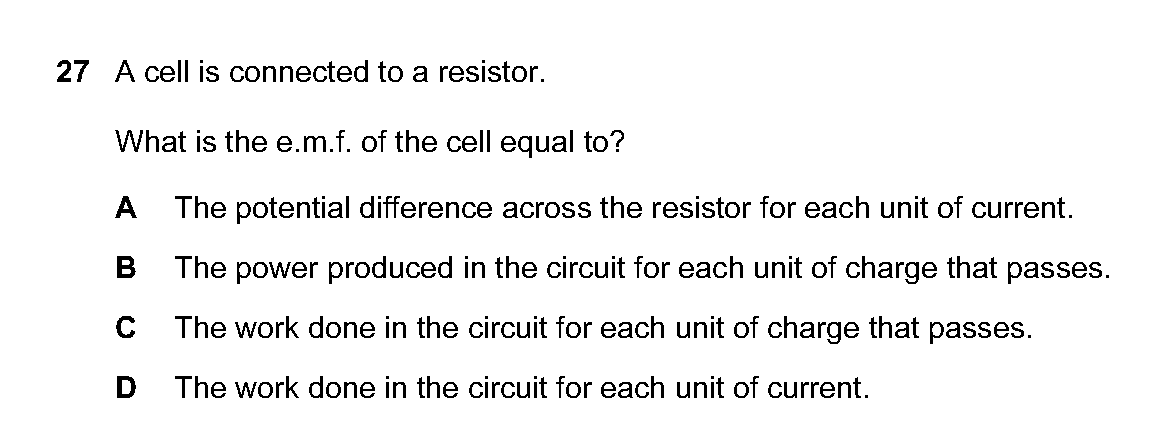 27 A cell is connected to a resistor.
What is the e.m.f. of the cell equal to?
A The potential difference across the resistor for each unit of current.
B The power produced in the circuit for each unit of charge that passes.
C The work done in the circuit for each unit of charge that passes.
D The work done in the circuit for each unit of current.